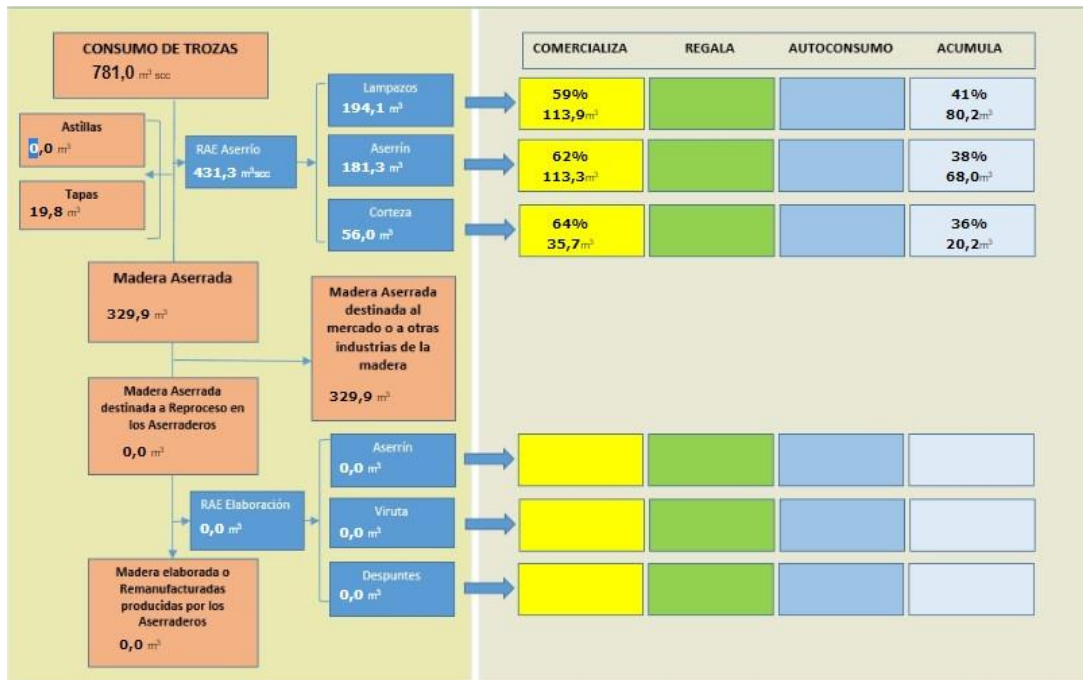 CONSUMO DE TROZAS
781,0 m³ scc
Astillas
0,0 m³
Tapas
19,8 m³
RAE Aserrío
431,3 m³scc
Lampazos
194,1 m³
Aserrín
181,3 m³
Corteza
56,0 m³
Madera Aserrada
329,9 m³
Madera Aserrada
destinada al
mercado o a otras
industrias de la
madera
329,9 m³
Madera Aserrada
destinada a Reproceso en
los Aserraderos
0,0 m³
RAE Elaboración
0,0 m³
Aserrín
0,0 m³
Viruta
0,0 m³
Despuntes
0,0 m³
Madera elaborada o
Remanufacturadas
producidas por los
Aserraderos
0,0 m³
COMERCIALIZA REGALA AUTOCONSUMO ACUMULA
59% 41%
113,9m³ 80,2m³
62% 38%
113,3m³ 68,0m³
64% 36%
35,7m³ 20,2m³